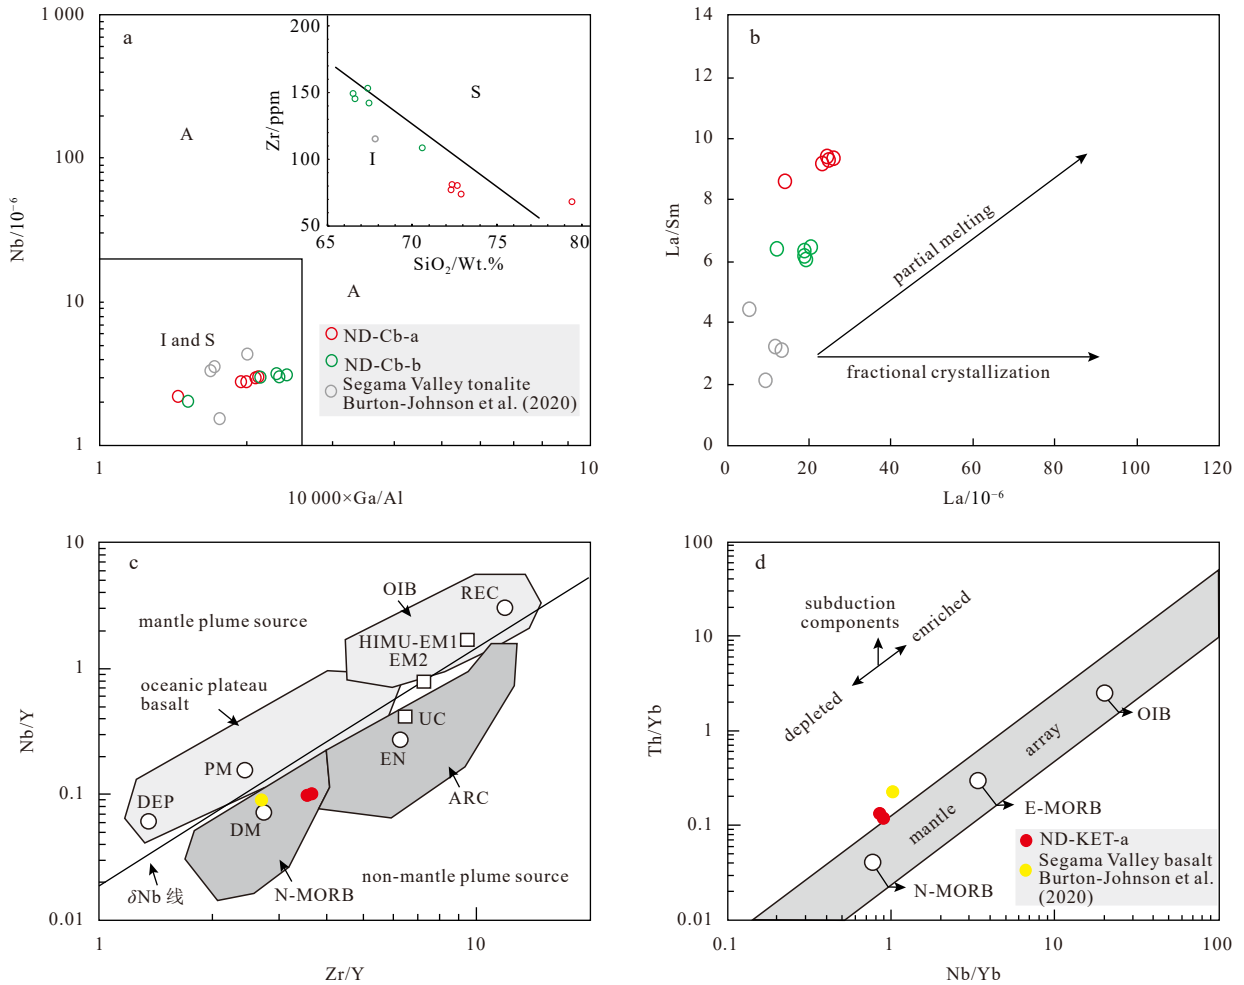 a
1 000
100
10
1
Nb/10⁻⁶
1
10
10 000×Ga/Al
A
A
I and S
200
150
100
50
Zr/ppm
65
70
75
80
SiO₂/Wt.%
S
I
ND-Cb-a
ND-Cb-b
Segama Valley tonalite
Burton-Johnson et al. (2020)
b
14
12
10
8
6
4
2
0
La/Sm
0
20
40
60
80
100
120
La/10⁻⁶
partial melting
fractional crystallization
c
10
1
0.1
0.01
Nb/Y
1
10
Zr/Y
mantle plume source
OIB
REC
HIMU-EM1
EM2
oceanic plateau
basalt
UC
EN
PM
DEP
DM
ARC
N-MORB
non-mantle plume source
δNb 线
d
100
10
1
0.1
0.01
Th/Yb
0.1
1
10
100
Nb/Yb
subduction
components
enriched
depleted
mantle
array
OIB
E-MORB
N-MORB
ND-KET-a
Segama Valley basalt
Burton-Johnson et al.
(2020)